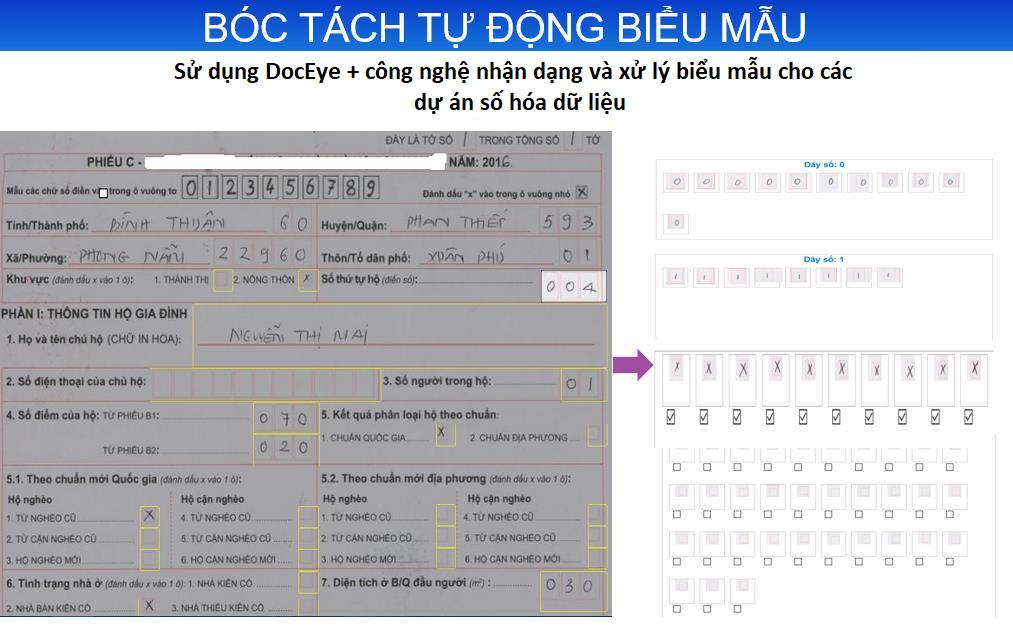 BÓC TÁCH TỰ ĐỘNG BIỂU MẪU
Sử dụng DocEye + công nghệ nhận dạng và xử lý biểu mẫu cho các
dự án số hóa dữ liệu
ĐÂY LÀ TỜ SỐ 1 TRONG TỔNG SỐ 1 TỜ
PHIẾU C - NĂM: 2016.
Mẫu các chữ số điền và trong ô vuông to 0 1 2 3 4 5 6 7 8 9 Đánh dấu "x" vào trong ô vuông nhỏ X
Tỉnh/Thành phố: BÌNH THUẬN 6 0 Huyện/Quận: PHAN THIẾT 5 9 3
Xã/Phường: PHONG NẪM 2 2 9 6 0 Thôn/Tổ dân phố: XUÂN PHÚ 0 1
Khu vực (đánh dấu x vào 1 ô): 1. THÀNH THỊ 2. NÔNG THÔN X Số thứ tự hộ (điền số): 0 0 4
PHẦN I: THÔNG TIN HỘ GIA ĐÌNH
1. Họ và tên chủ hộ (CHỮ IN HOA): NGUYỄN THỊ MAI
2. Số điện thoại của chủ hộ: 3. Số người trong hộ: 0 1
4. Số điểm của hộ: TỪ PHIẾU B1: 0 7 0 5. Kết quả phân loại hộ theo chuẩn:
TỪ PHIẾU B2: 0 2 0 1. CHUẨN QUỐC GIA X 2. CHUẨN ĐỊA PHƯƠNG
5.1. Theo chuẩn mới Quốc gia (đánh dấu x vào 1 ô): 5.2. Theo chuẩn mới địa phương (đánh dấu x vào 1 ô):
Hộ nghèo Hộ cận nghèo Hộ nghèo Hộ cận nghèo
1. TỪ NGHÈO CŨ X 4. TỪ NGHÈO CŨ 1. TỪ NGHÈO CŨ 4. TỪ NGHÈO CŨ
2. TỪ CẬN NGHÈO CŨ 5. TỪ CẬN NGHÈO CŨ 2. TỪ CẬN NGHÈO CŨ 5. TỪ CẬN NGHÈO CŨ
3. HỘ NGHÈO MỚI 6. HỘ CẬN NGHÈO MỚI 3. HỘ NGHÈO MỚI 6. HỘ CẬN NGHÈO MỚI
6. Tình trạng nhà ở (đánh dấu x vào 1 ô): 1. NHÀ KIÊN CỐ 7. Diện tích ở B/Q đầu người (m²) : 0 3 0
2. NHÀ BÁN KIÊN CỐ X 3. NHÀ THIẾU KIÊN CỐ
Dãy số: 0
0 0 0 0 0 0 0 0 0 0
0
Dãy số: 1
1 1 1 1 1 1 1 1
X X X X X X X X X X